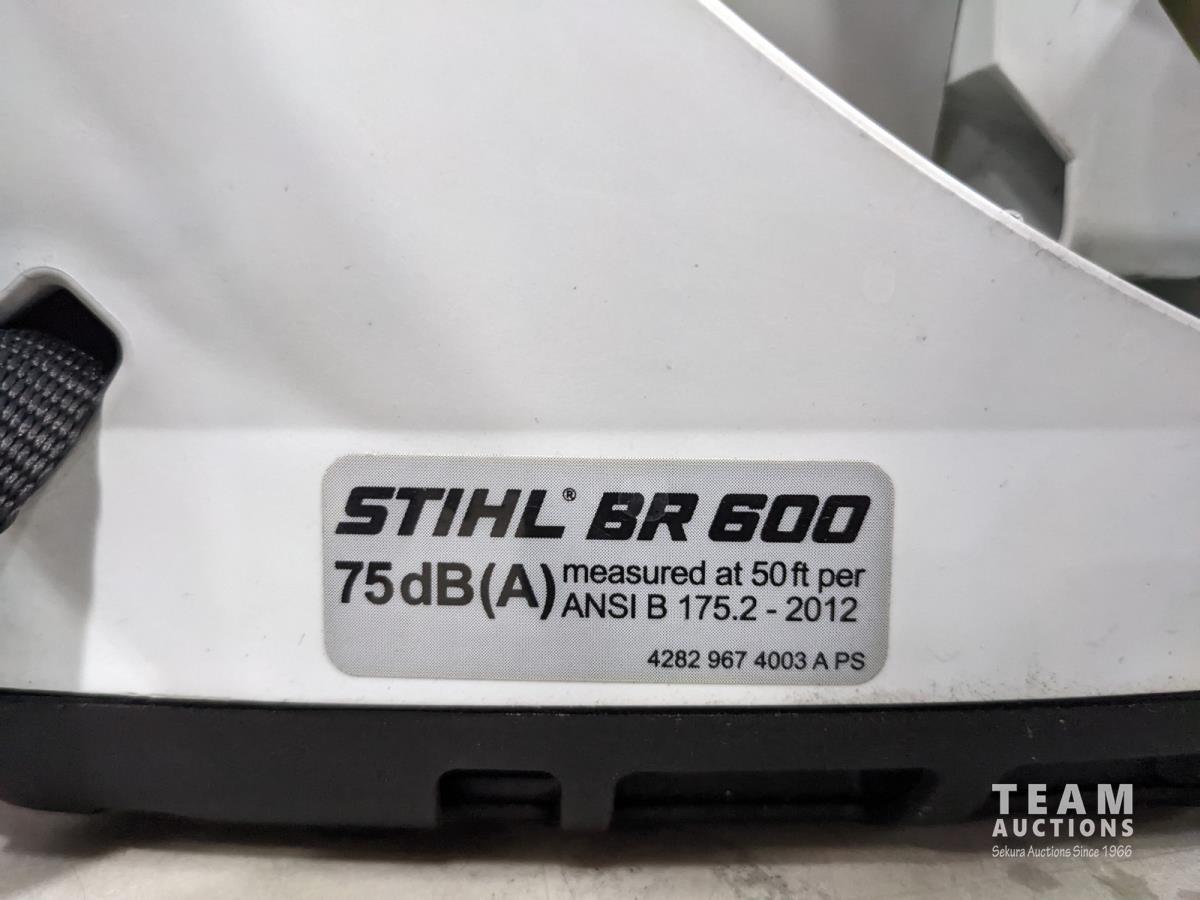 STIHL® BR 600
75dB(A) measured at 50 ft per
ANSI B 175.2 - 2012
4282 967 4003 A PS
TEAM
AUCTIONS
Sekura Auctions Since 1966